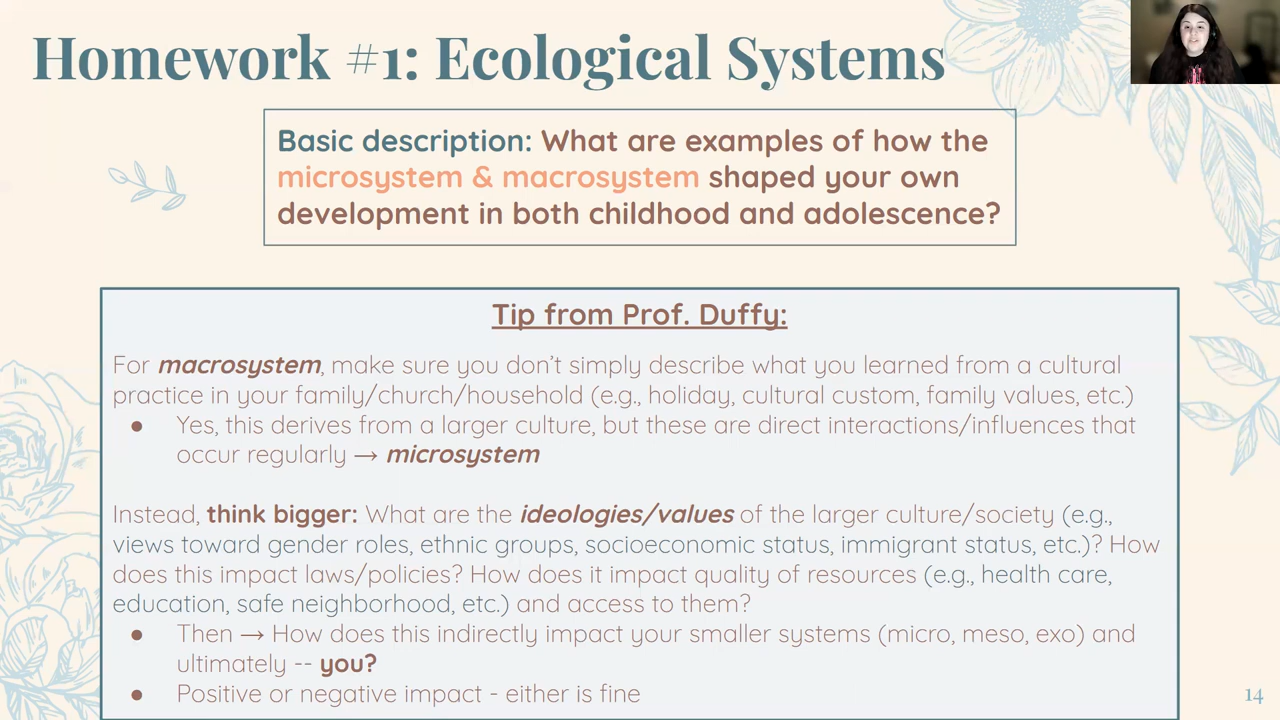 Homework #1: Ecological Systems
Basic description: What are examples of how the
microsystem & macrosystem shaped your own
development in both childhood and adolescence?
Tip from Prof. Duffy:
For macrosystem, make sure you don't simply describe what you learned from a cultural
practice in your family/church/household (e.g., holiday, cultural custom, family values, etc.)
● Yes, this derives from a larger culture, but these are direct interactions/influences that
occur regularly → microsystem
Instead, think bigger: What are the ideologies/values of the larger culture/society (e.g.,
views toward gender roles, ethnic groups, socioeconomic status, immigrant status, etc.)? How
does this impact laws/policies? How does it impact quality of resources (e.g., health care,
education, safe neighborhood, etc.) and access to them?
● Then → How does this indirectly impact your smaller systems (micro, meso, exo) and
ultimately -- you?
● Positive or negative impact - either is fine
14